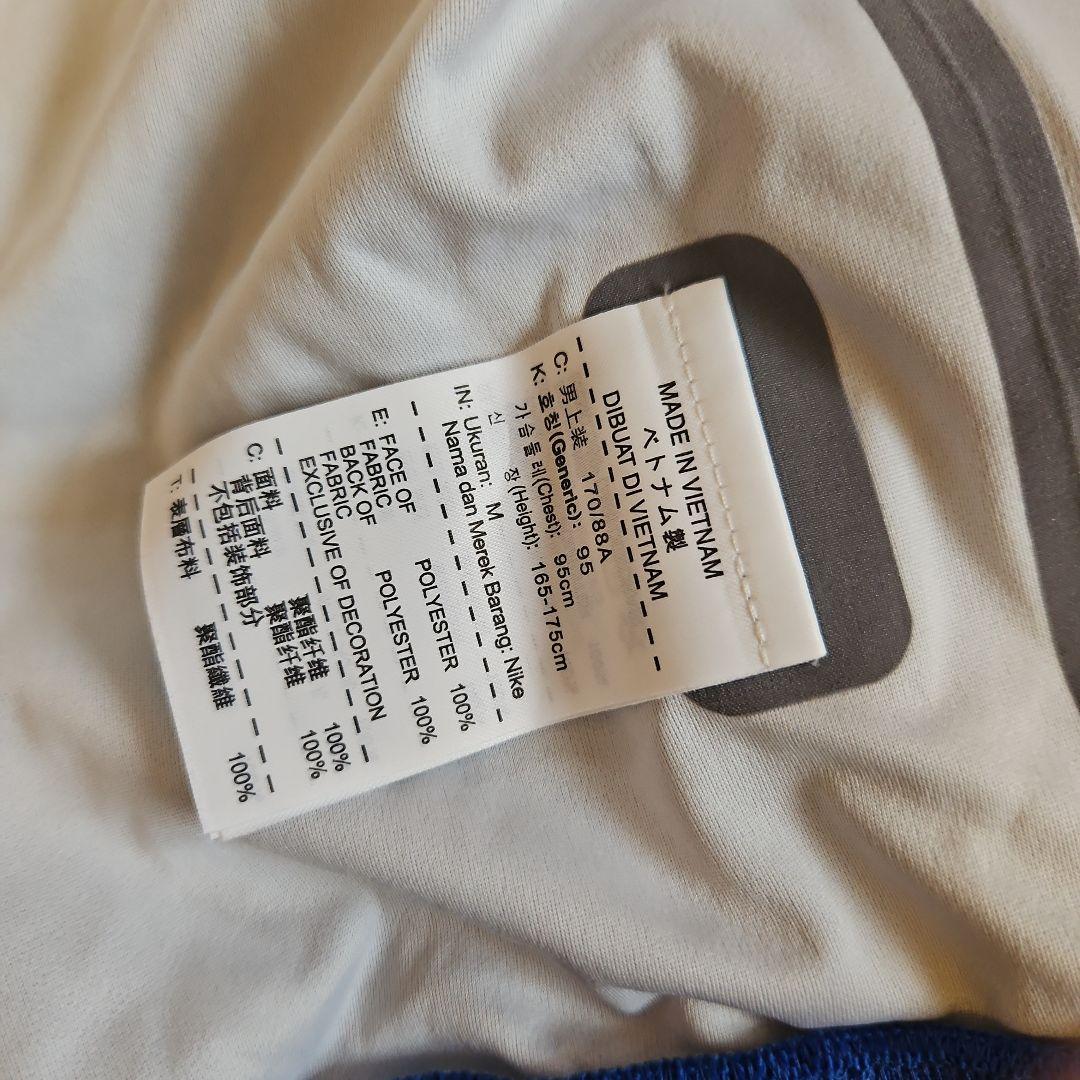 MADE IN VIETNAM
ベトナム製
DIBUAT DI VIETNAM
C: 男上装 170/88A
K: 호칭(Generic): 95
가슴둘레(Chest): 95cm
신 장(Height): 165-175cm
IN: Ukuran: M
Nama dan Merek Barang: Nike
E: FACE OF
FABRIC POLYESTER 100%
BACK OF
FABRIC POLYESTER 100%
EXCLUSIVE OF DECORATION
C: 面料 聚酯纤维 100%
背后面料 聚酯纤维 100%
不包括装饰部分
T: 表層布料 聚酯纖維 100%